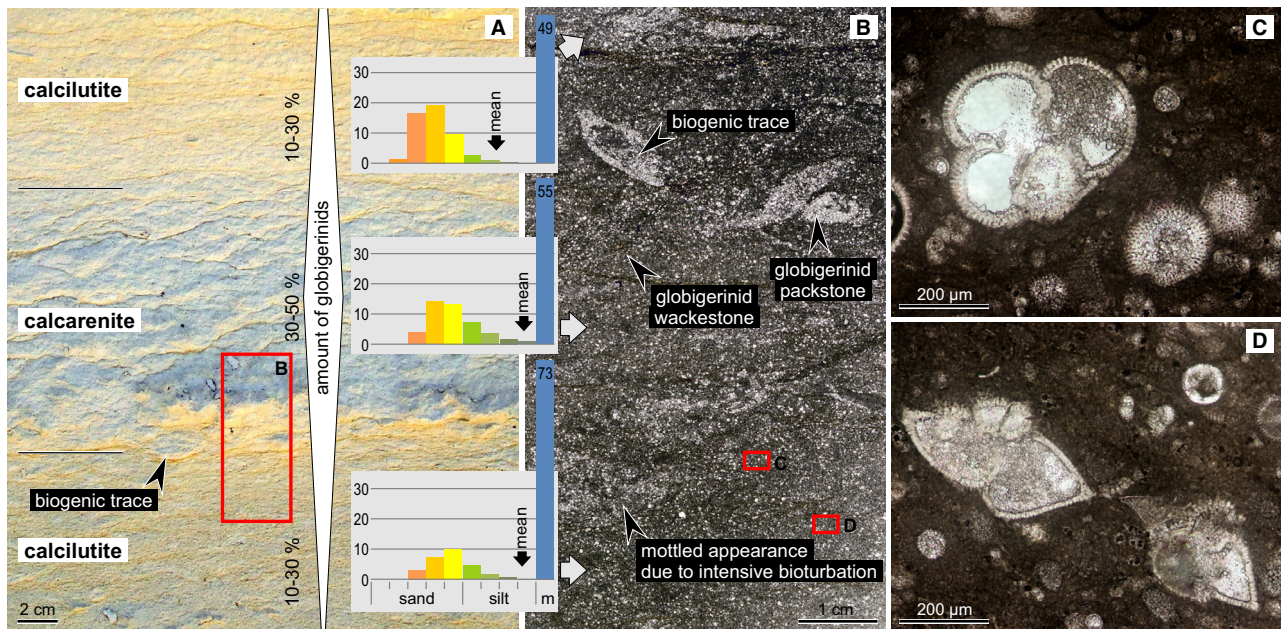 A
calcilutite
10-30 %
calcarenite
30-50 %
amount of globigerinids
B
biogenic trace
calcilutite
10-30 %
2 cm
49
30
20
10
0
mean
55
30
20
10
0
mean
73
30
20
10
0
mean
sand silt m
B
biogenic trace
globigerinid
packstone
globigerinid
wackestone
C
D
mottled appearance
due to intensive bioturbation
1 cm
C
200 µm
D
200 µm